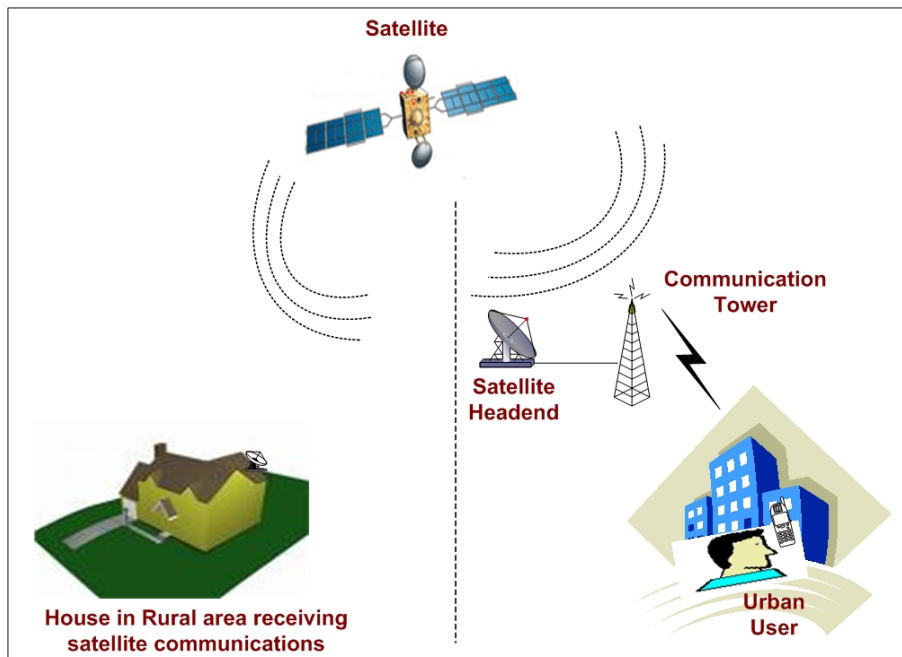 Satellite
Communication
Tower
Satellite
Headend
House in Rural area receiving
satellite communications
Urban
User